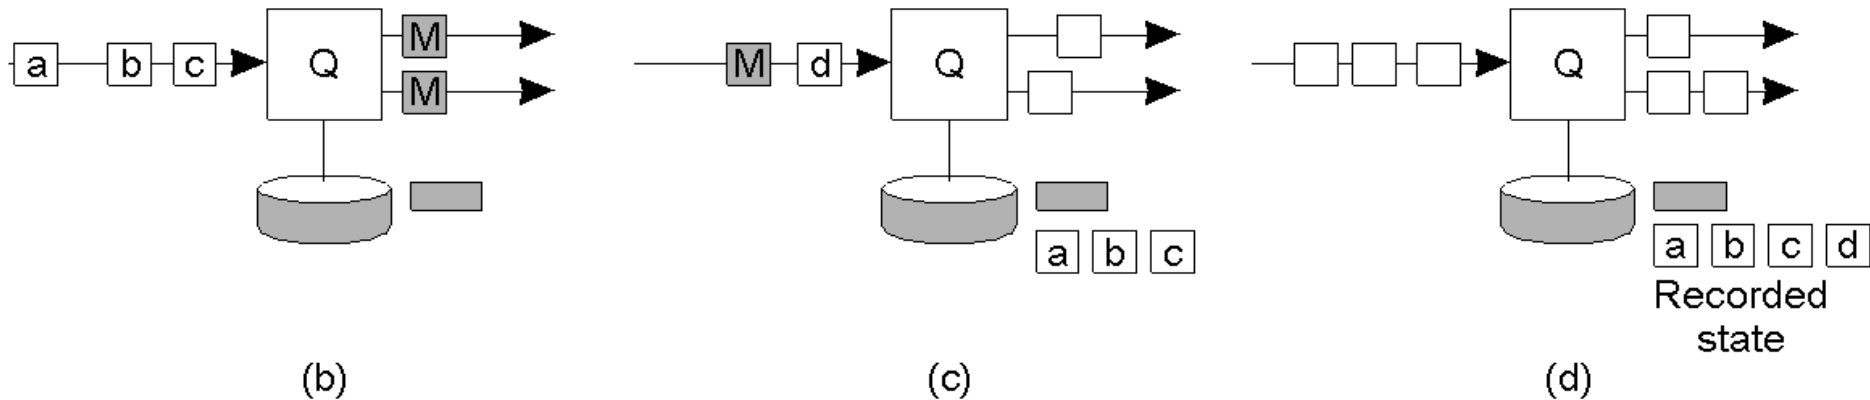 a b c Q M M
M d Q
Q
a b c
a b c d
Recorded
state
(b) (c) (d)